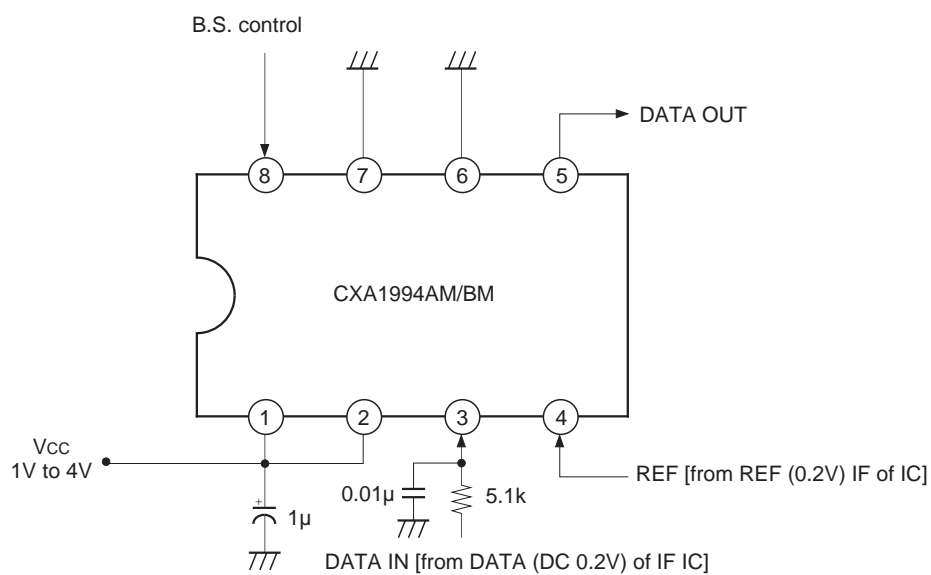 B.S. control
DATA OUT
8
7
6
5
CXA1994AM/BM
1
2
3
4
VCC
1V to 4V
+
1µ
0.01µ
5.1k
REF [from REF (0.2V) IF of IC]
DATA IN [from DATA (DC 0.2V) of IF IC]